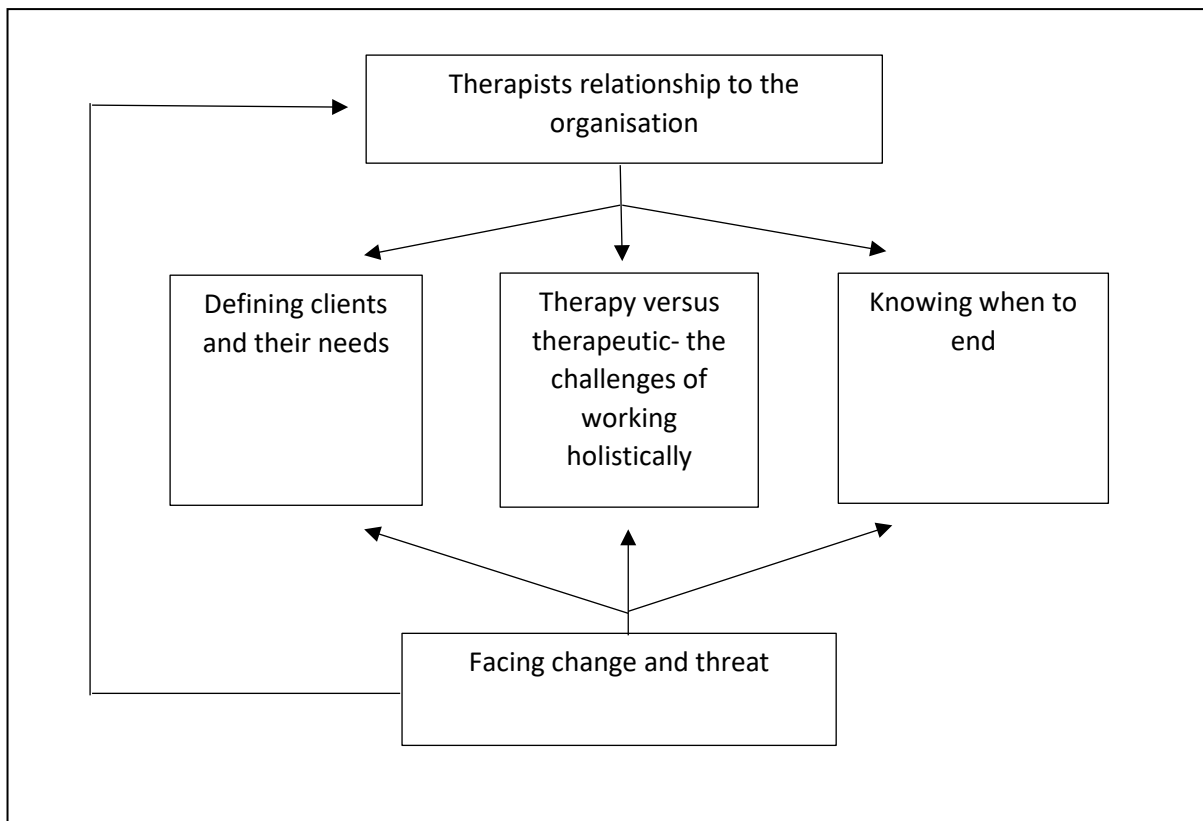 Therapists relationship to the
organisation
Defining clients
and their needs
Therapy versus
therapeutic- the
challenges of
working
holistically
Knowing when to
end
Facing change and threat